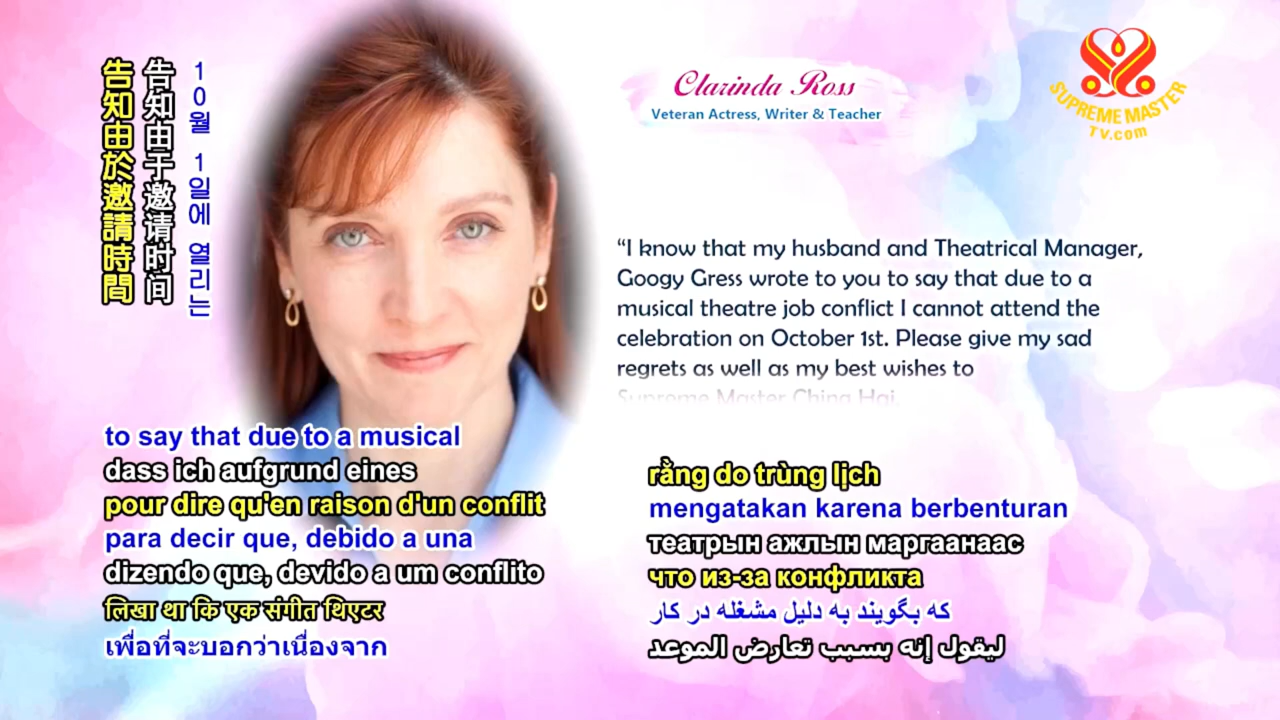 告知由於邀請時間
告知由于邀请时间
10월 1일에 열리는
Clarinda Ross
Veteran Actress, Writer & Teacher
SUPREME MASTER
TV.com
“I know that my husband and Theatrical Manager,
Googy Gress wrote to you to say that due to a
musical theatre job conflict I cannot attend the
celebration on October 1st. Please give my sad
regrets as well as my best wishes to
Supreme Master Ching Hai.
to say that due to a musical
dass ich aufgrund eines
pour dire qu'en raison d'un conflit
para decir que, debido a una
dizendo que, devido a um conflito
लिखा था कि एक संगीत थिएटर
เพื่อที่จะบอกว่าเนื่องจาก
rằng do trùng lịch
mengatakan karena berbenturan
театрын ажлын маргаанаас
что из-за конфликта
که بگویند به دلیل مشغله در کار
ليقول إنه بسبب تعارض الموعد